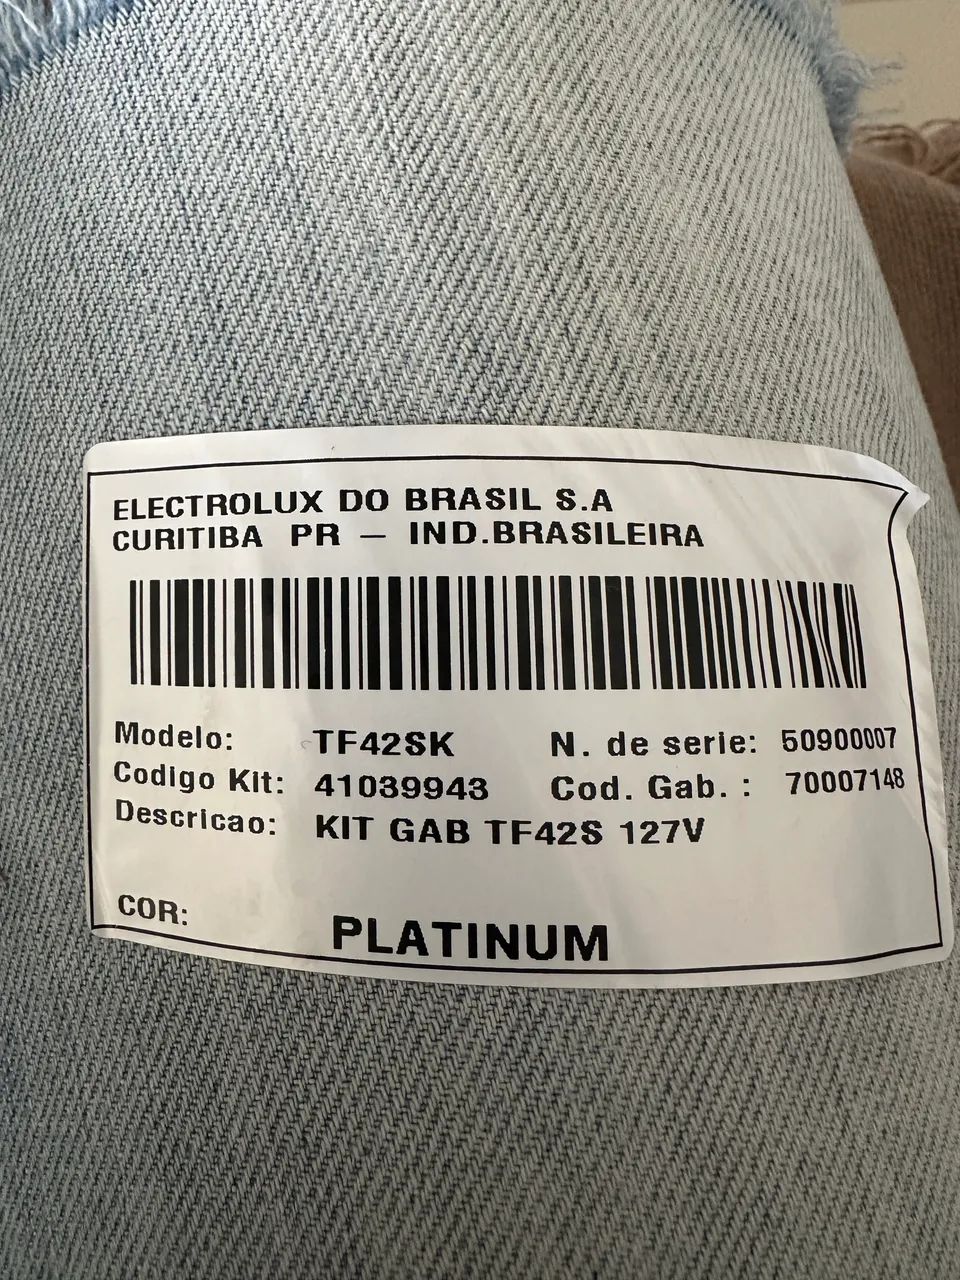 ELECTROLUX DO BRASIL S.A
CURITIBA PR – IND.BRASILEIRA
Modelo: TF42SK N. de serie: 50900007
Codigo Kit: 41039943 Cod. Gab. : 70007148
Descricao: KIT GAB TF42S 127V
COR: PLATINUM